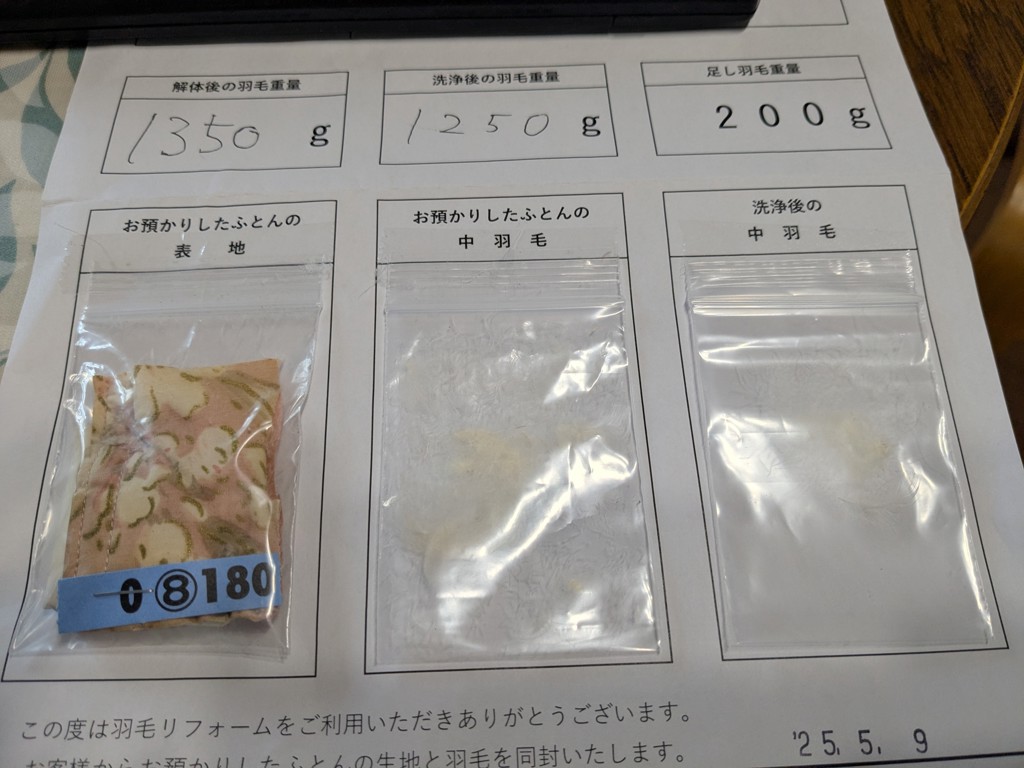 解体後の羽毛重量
1350 g
洗浄後の羽毛重量
1250 g
足し羽毛重量
200 g
お預かりしたふとんの
表 地
お預かりしたふとんの
中 羽 毛
洗浄後の
中 羽 毛
0⑧180
この度は羽毛リフォームをご利用いただきありがとうございます。
お客様からお預かりしたふとんの生地と羽毛を同封いたします。
'25. 5. 9